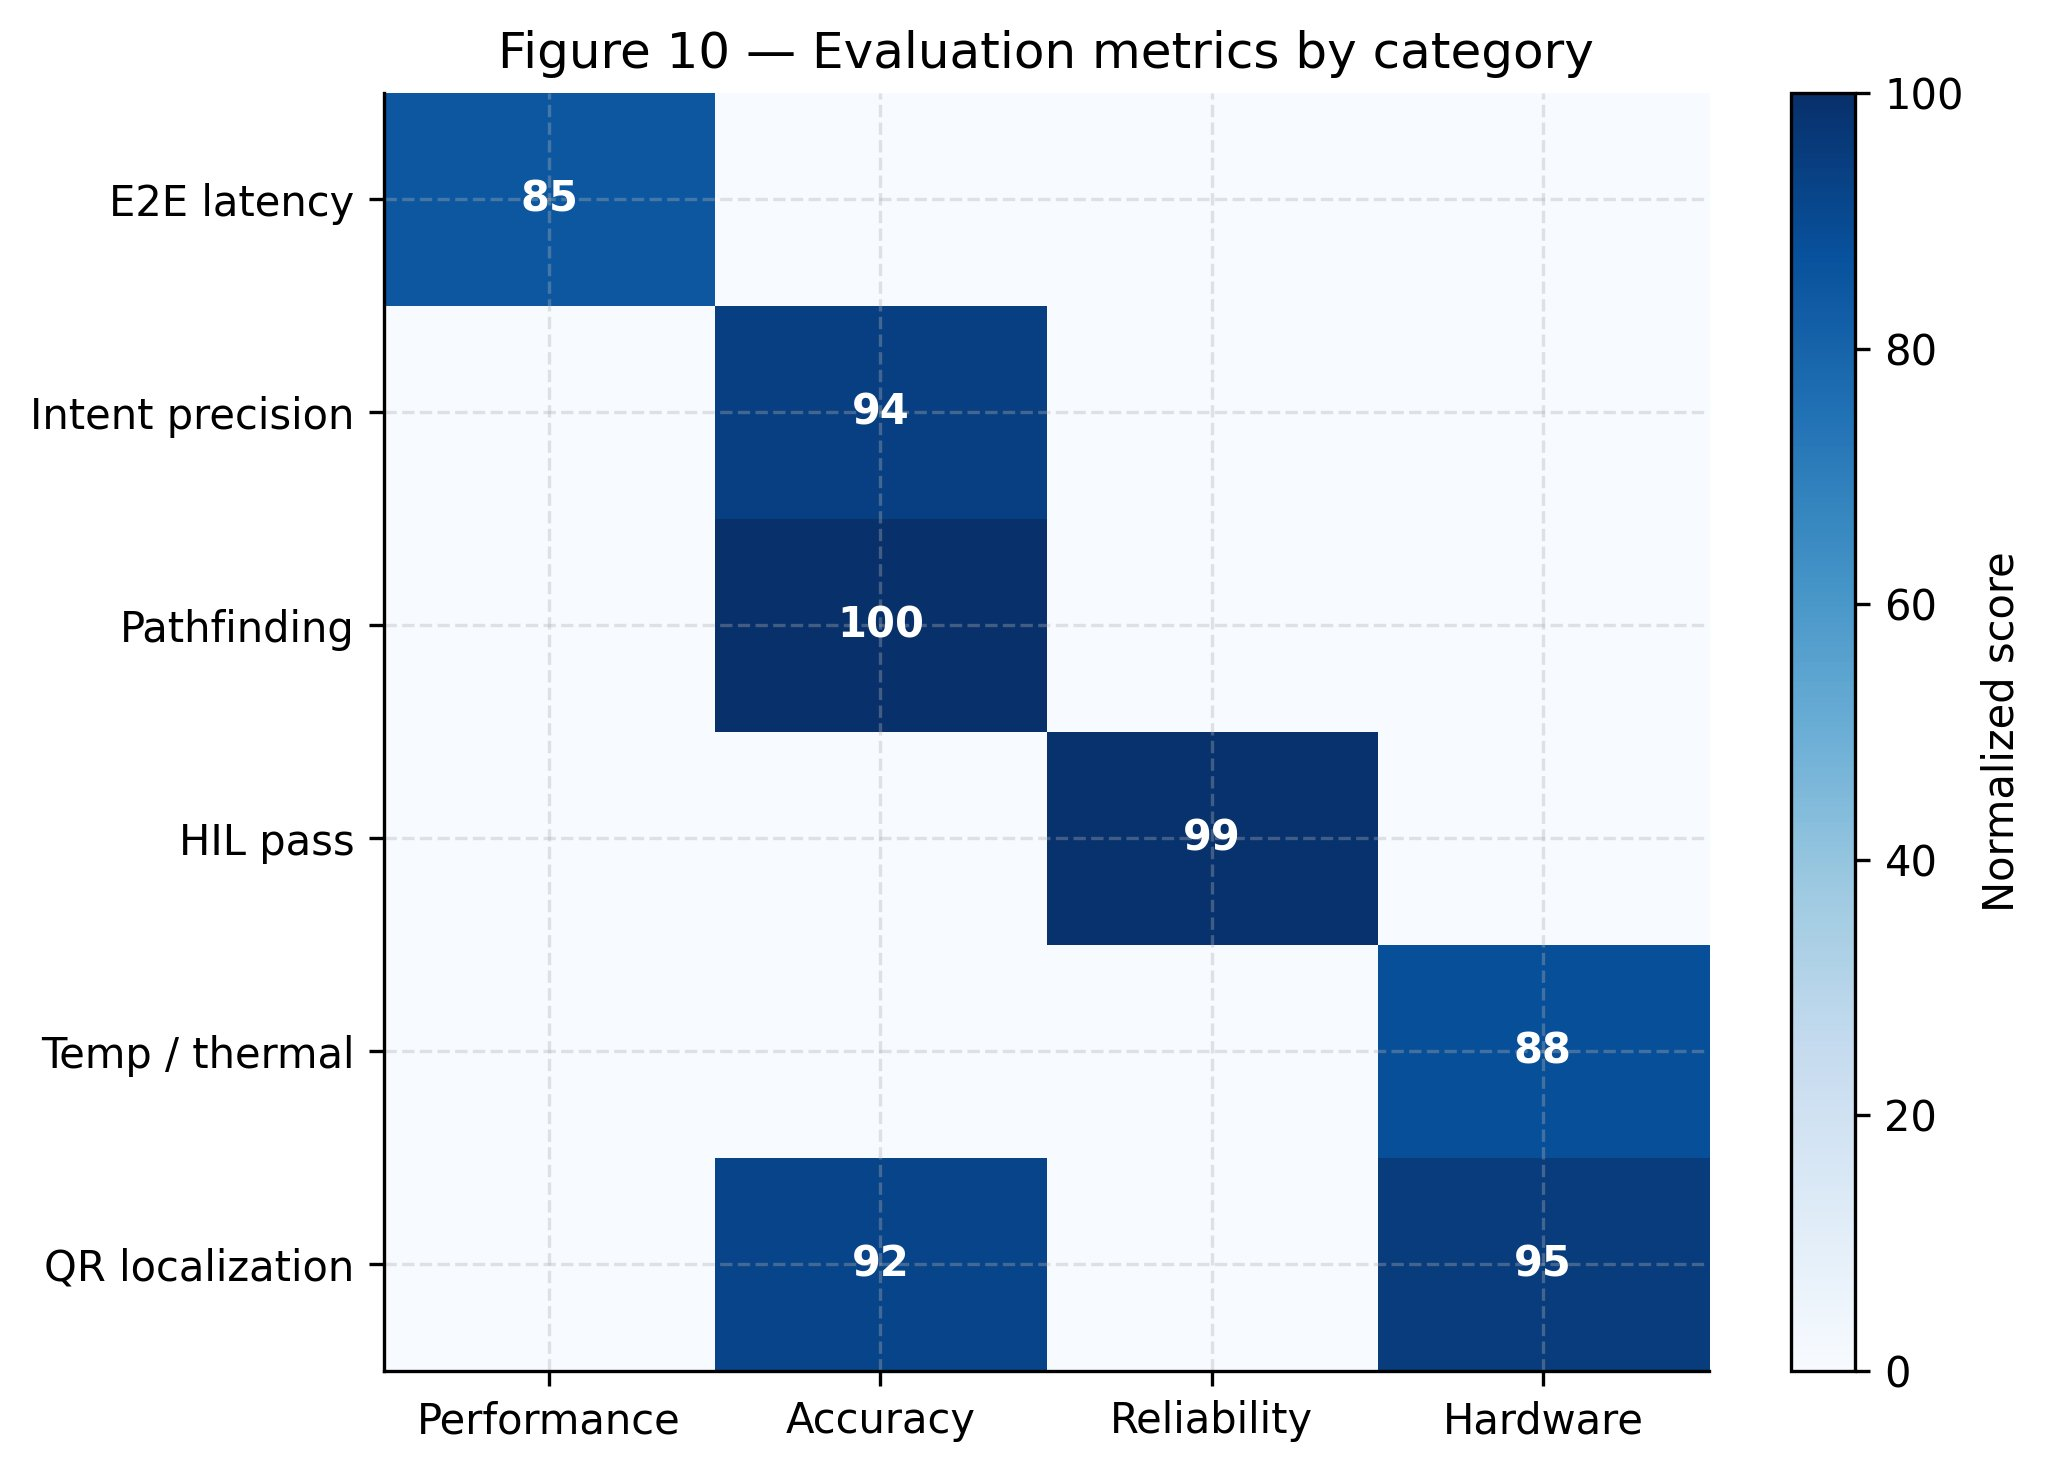 Figure 10 — Evaluation metrics by category
E2E latency
Intent precision
Pathfinding
HIL pass
Temp / thermal
QR localization
85
94
100
99
88
92 95
Performance Accuracy Reliability Hardware
100
80
60
40
20
0
Normalized score